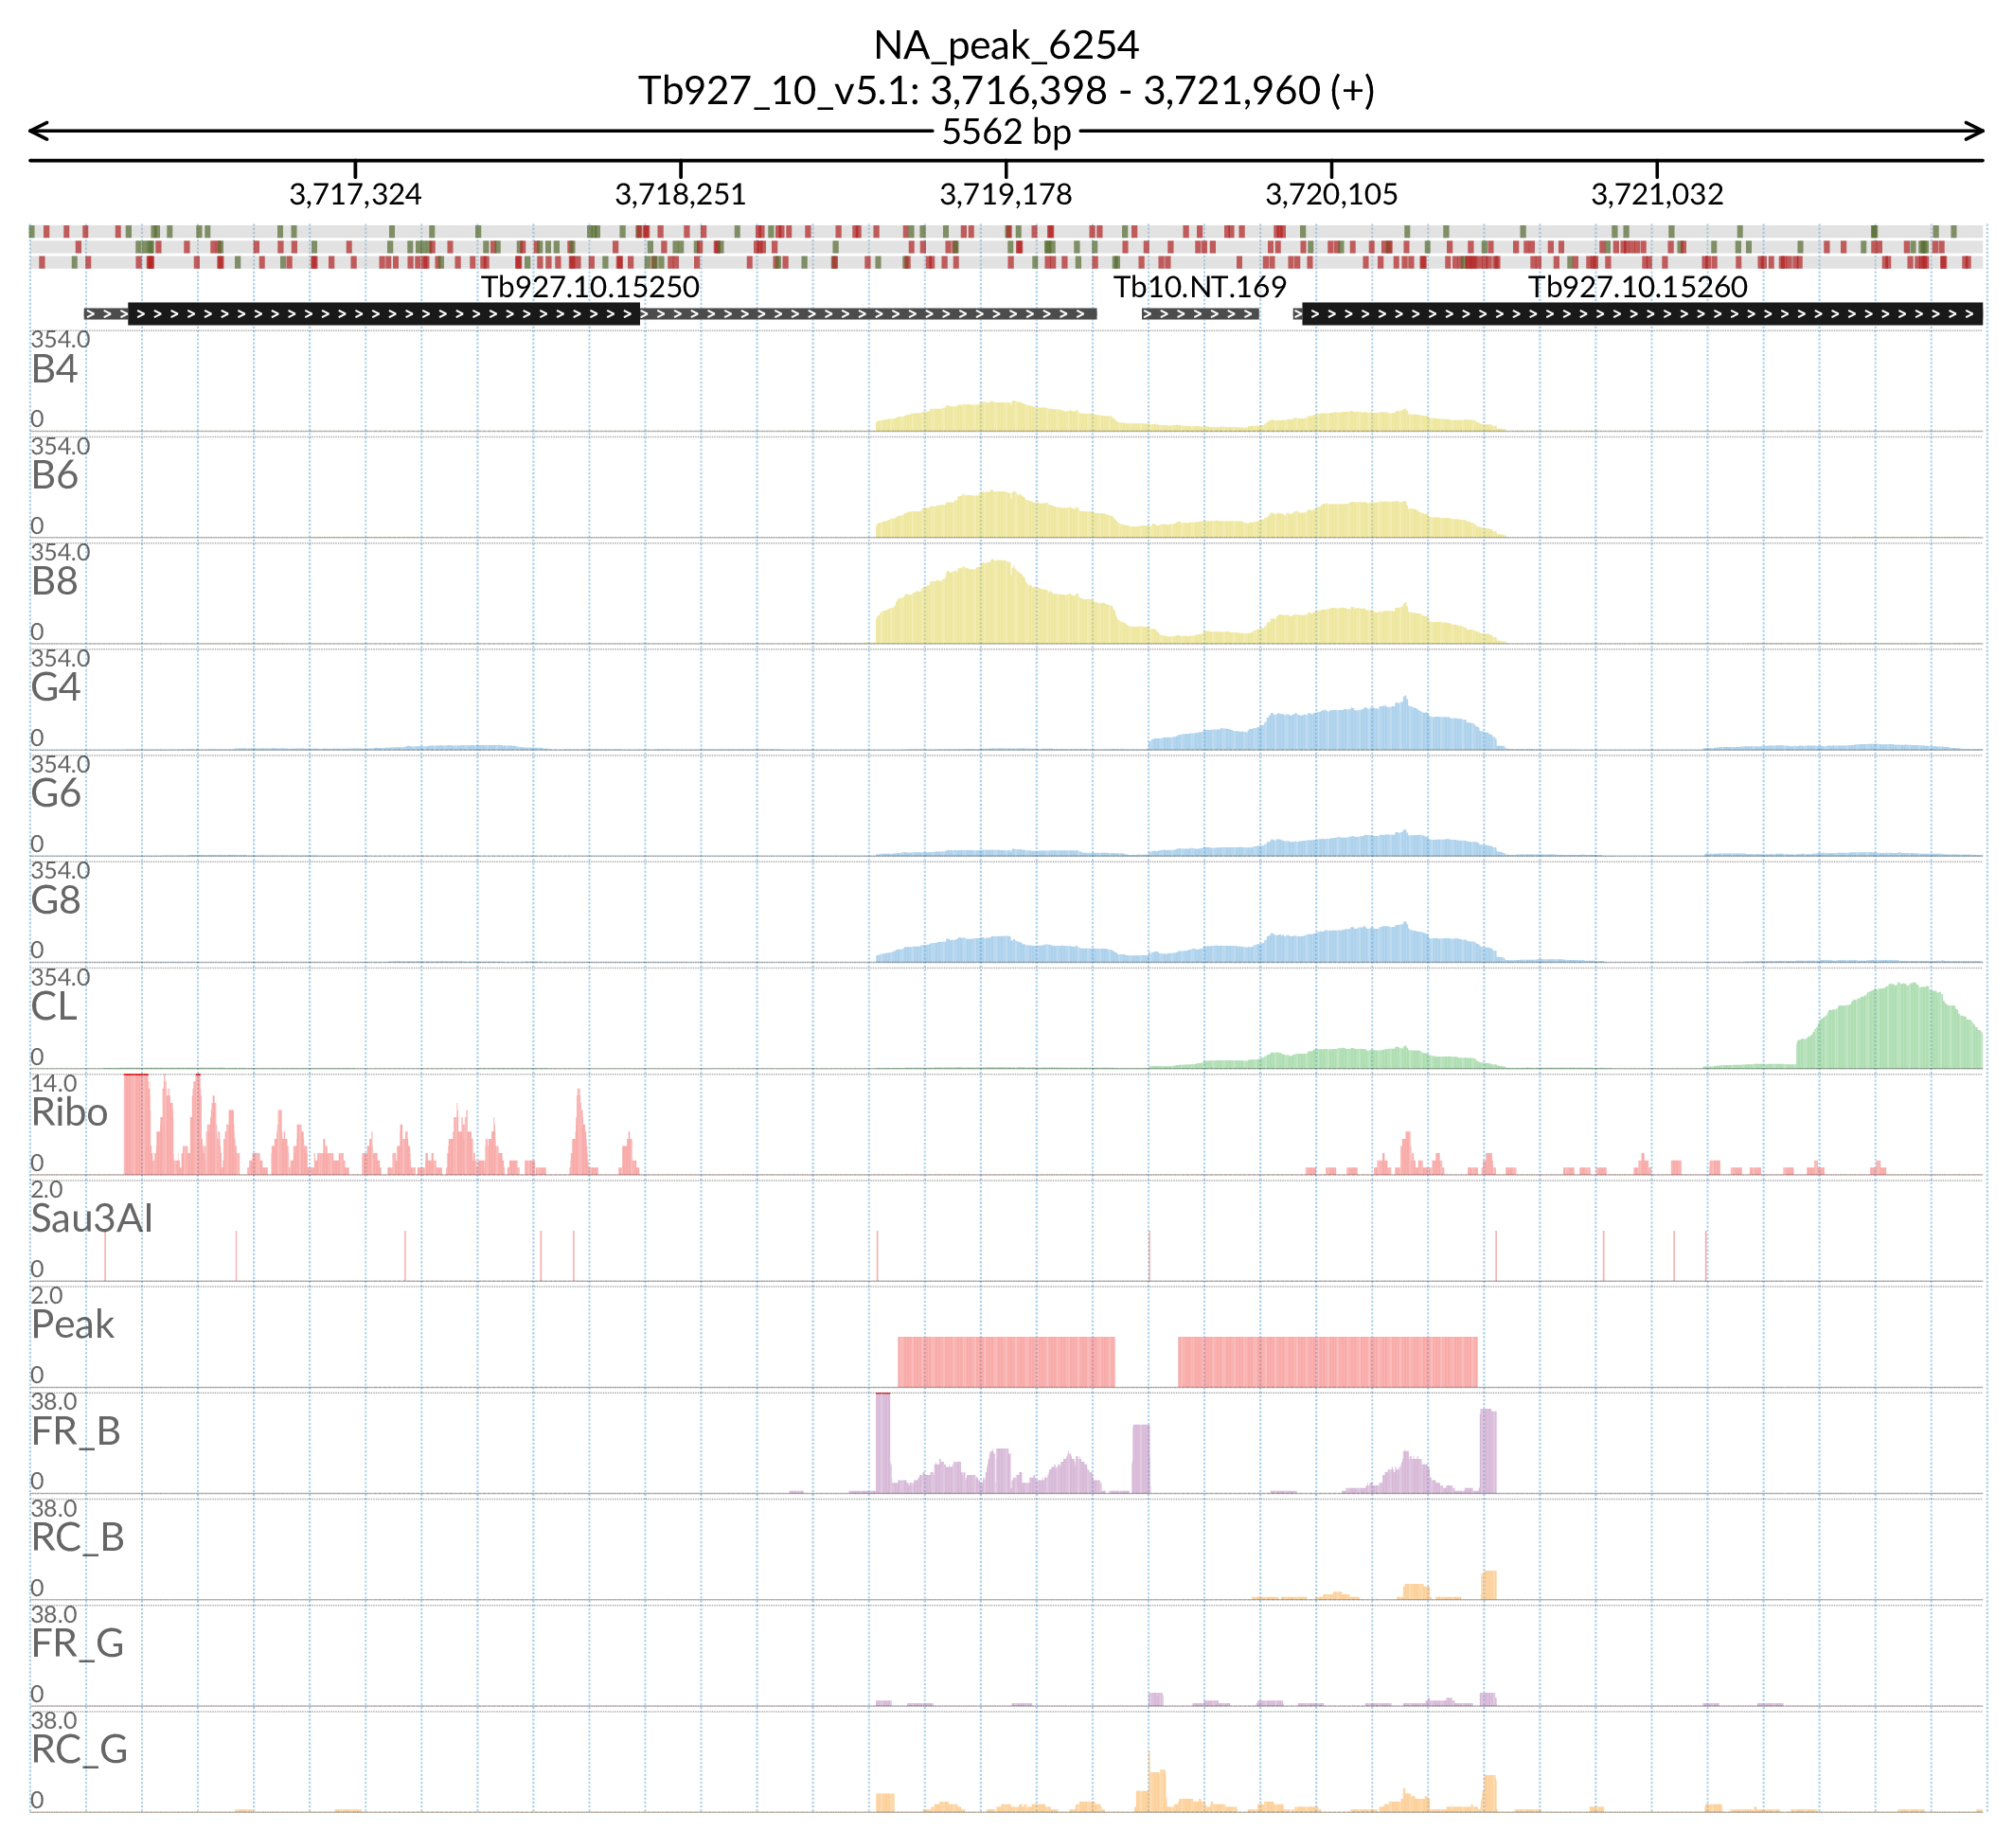 NA_peak_6254
Tb927_10_v5.1: 3,716,398 - 3,721,960 (+)
5562 bp
3,717,324 3,718,251 3,719,178 3,720,105 3,721,032
Tb927.10.15250 Tb10.NT.169 Tb927.10.15260
354.0
B4
0
354.0
B6
0
354.0
B8
0
354.0
G4
0
354.0
G6
0
354.0
G8
0
354.0
CL
0
14.0
Ribo
0
2.0
Sau3AI
0
2.0
Peak
0
38.0
FR_B
0
38.0
RC_B
0
38.0
FR_G
0
38.0
RC_G
0